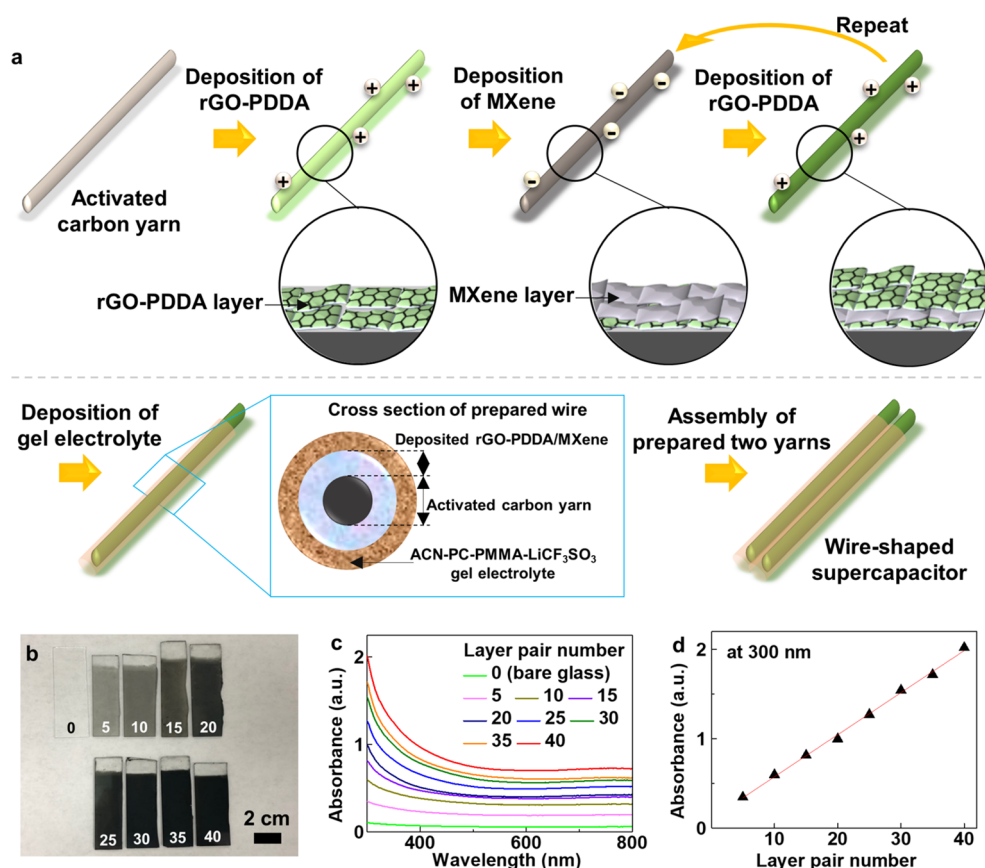 a
Repeat
Deposition of
rGO-PDDA
Deposition
of MXene
Deposition of
rGO-PDDA
+
+
+
+
-
-
-
-
+
+
+
+
Activated
carbon yarn
rGO-PDDA layer
MXene layer
Deposition of
gel electrolyte
Cross section of prepared wire
Deposited rGO-PDDA/MXene
Activated carbon yarn
ACN-PC-PMMA-LiCF₃SO₃
gel electrolyte
Assembly of
prepared two yarns
Wire-shaped
supercapacitor
b
0
5
10
15
20
25
30
35
40
2 cm
c
Layer pair number
0 (bare glass)
5 10 15
20 25 30
35 40
Absorbance (a.u.)
2
1
0
400 600 800
Wavelength (nm)
d
at 300 nm
Absorbance (a.u.)
2
1
0
10 20 30 40
Layer pair number